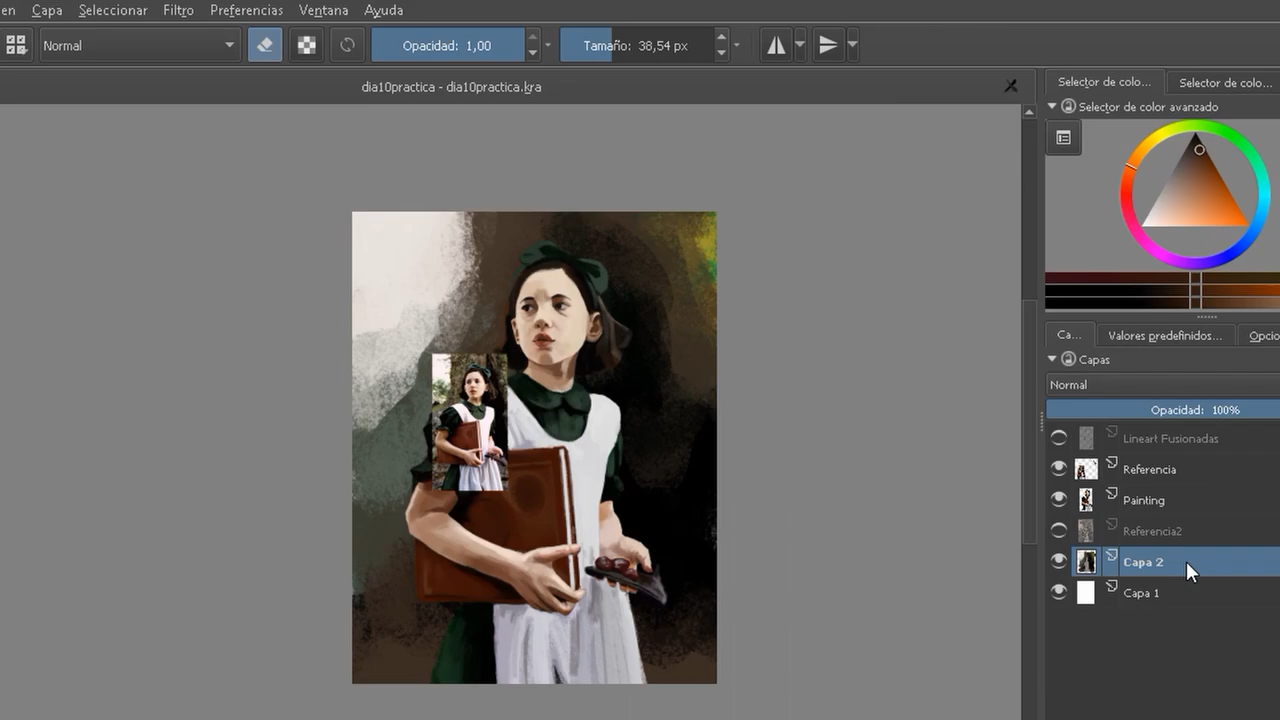 en Capa Seleccionar Filtro Preferencias Ventana Ayuda
Normal Opacidad: 1,00 Tamaño: 38,54 px
dia10practica - dia10practica.kra
Selector de colo... Selector de colo...
Selector de color avanzado
Ca... Valores predefinidos... Opcio
Capas
Normal
Opacidad: 100%
Lineart Fusionadas
Referencia
Painting
Referencia2
Capa 2
Capa 1